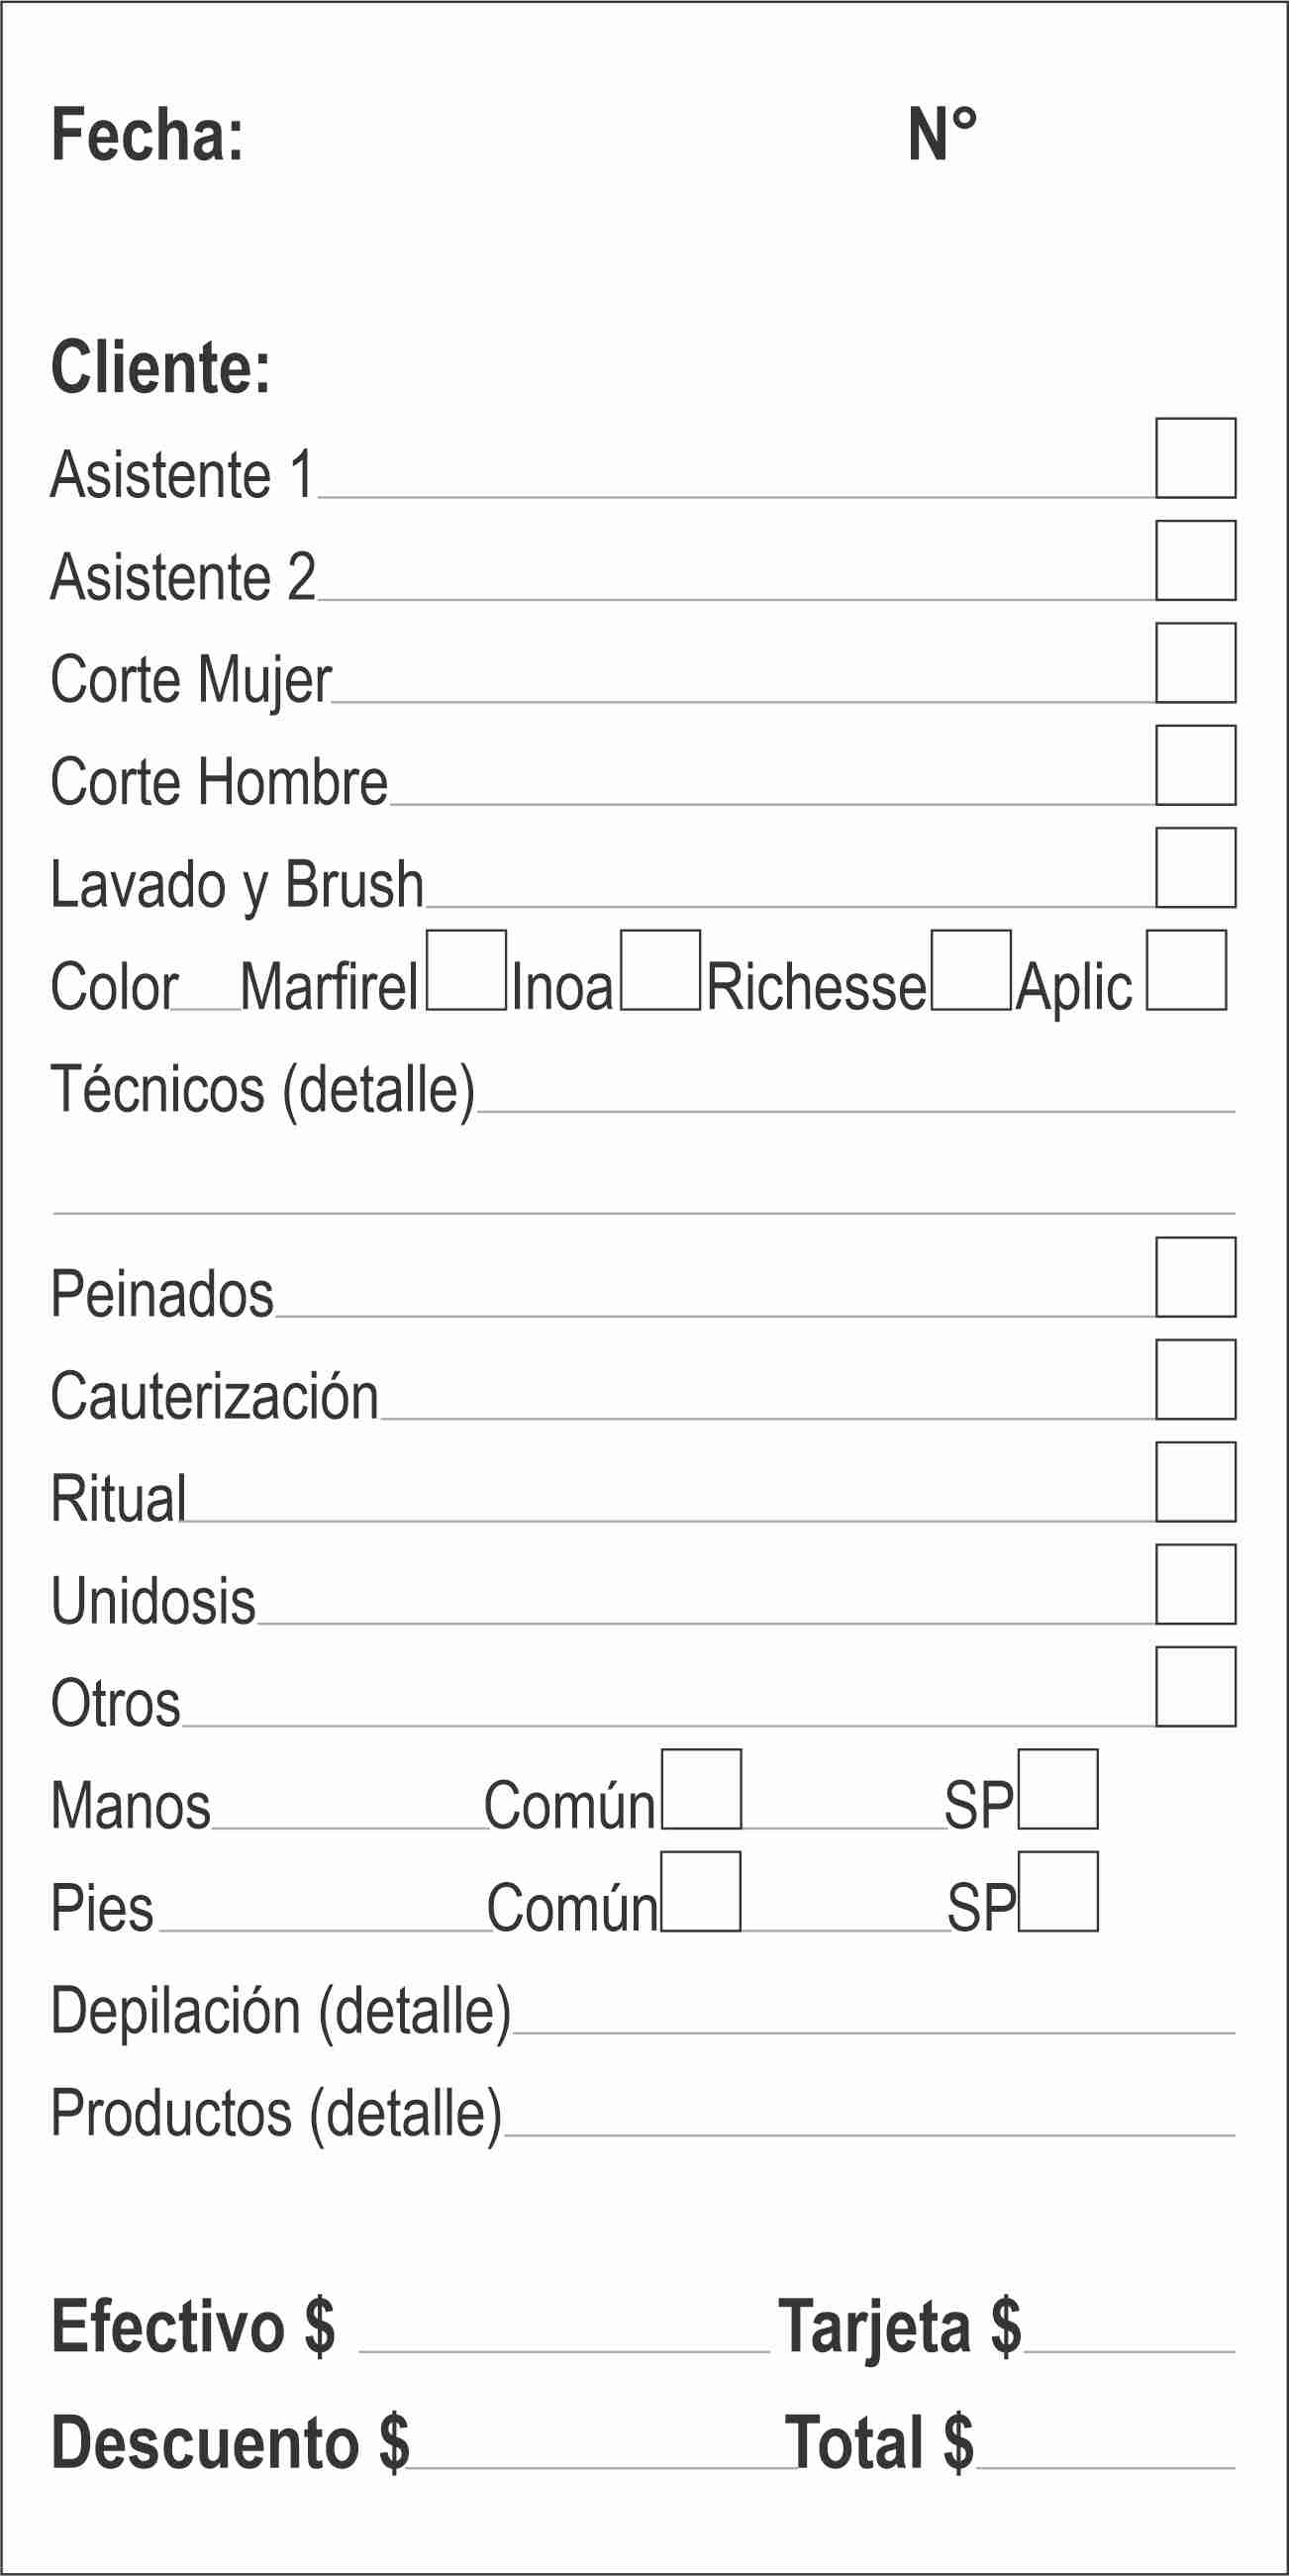 Fecha: N°
Cliente:
Asistente 1
Asistente 2
Corte Mujer
Corte Hombre
Lavado y Brush
Color Marfirel Inoa Richesse Aplic
Técnicos (detalle)
Peinados
Cauterización
Ritual
Unidosis
Otros
Manos Común SP
Pies Común SP
Depilación (detalle)
Productos (detalle)
Efectivo $ Tarjeta $
Descuento $ Total $